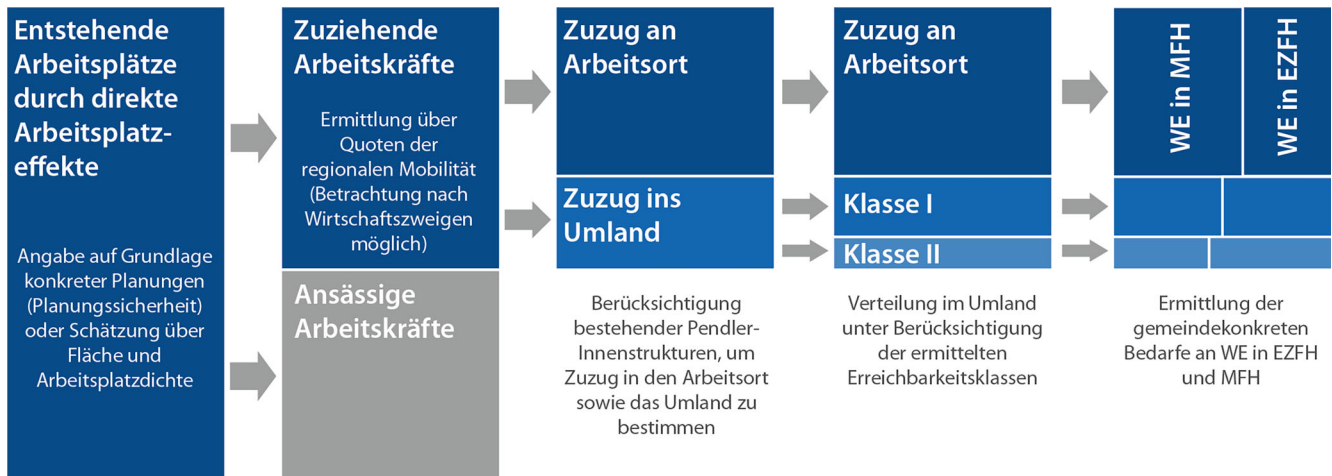 Entstehende
Arbeitsplätze
durch direkte
Arbeitsplatz-
effekte
Angabe auf Grundlage
konkreter Planungen
(Planungssicherheit)
oder Schätzung über
Fläche und
Arbeitsplatzdichte
Zuziehende
Arbeitskräfte
Ermittlung über
Quoten der
regionalen Mobilität
(Betrachtung nach
Wirtschaftszweigen
möglich)
Ansässige
Arbeitskräfte
Zuzug an
Arbeitsort
Zuzug ins
Umland
Berücksichtigung
bestehender Pendler-
Innenstrukturen, um
Zuzug in den Arbeitsort
sowie das Umland zu
bestimmen
Zuzug an
Arbeitsort
Klasse I
Klasse II
Verteilung im Umland
unter Berücksichtigung
der ermittelten
Erreichbarkeitsklassen
WE in MFH
WE in EZFH
Ermittlung der
gemeindekonkreten
Bedarfe an WE in EZFH
und MFH